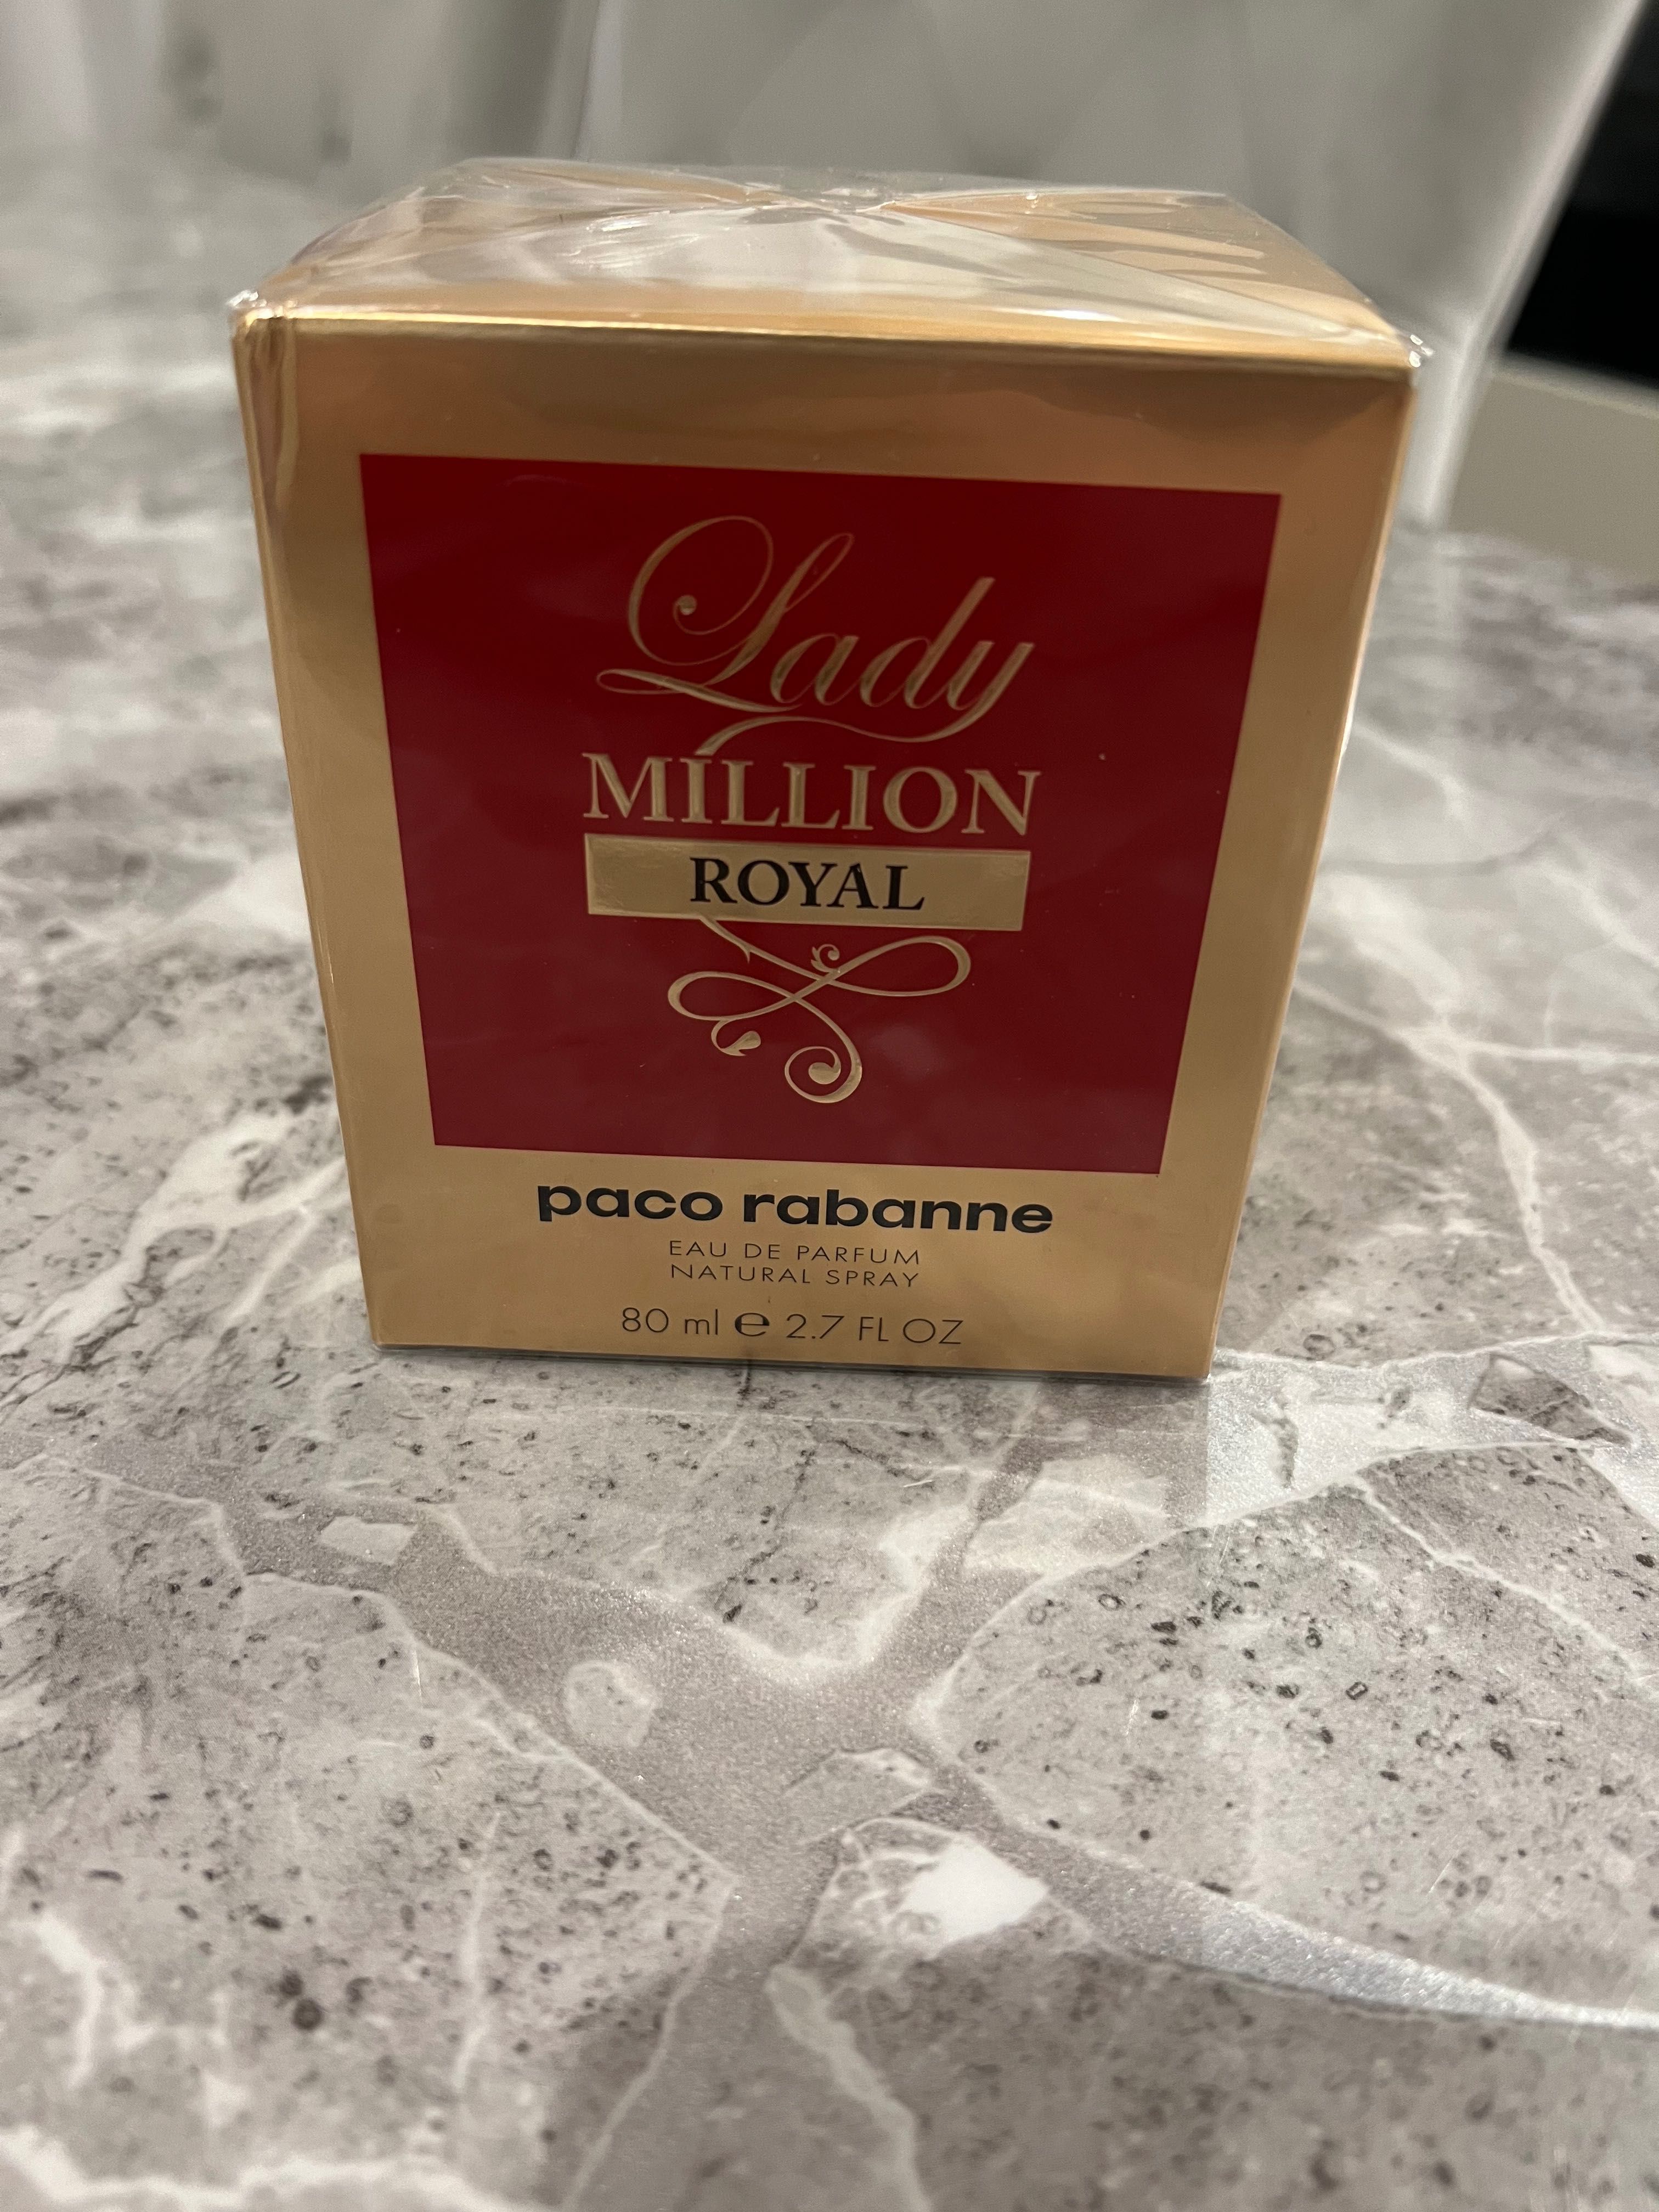 Lady
MILLION
ROYAL
paco rabanne
EAU DE PARFUM
NATURAL SPRAY
80 ml ℮ 2.7 FL OZ